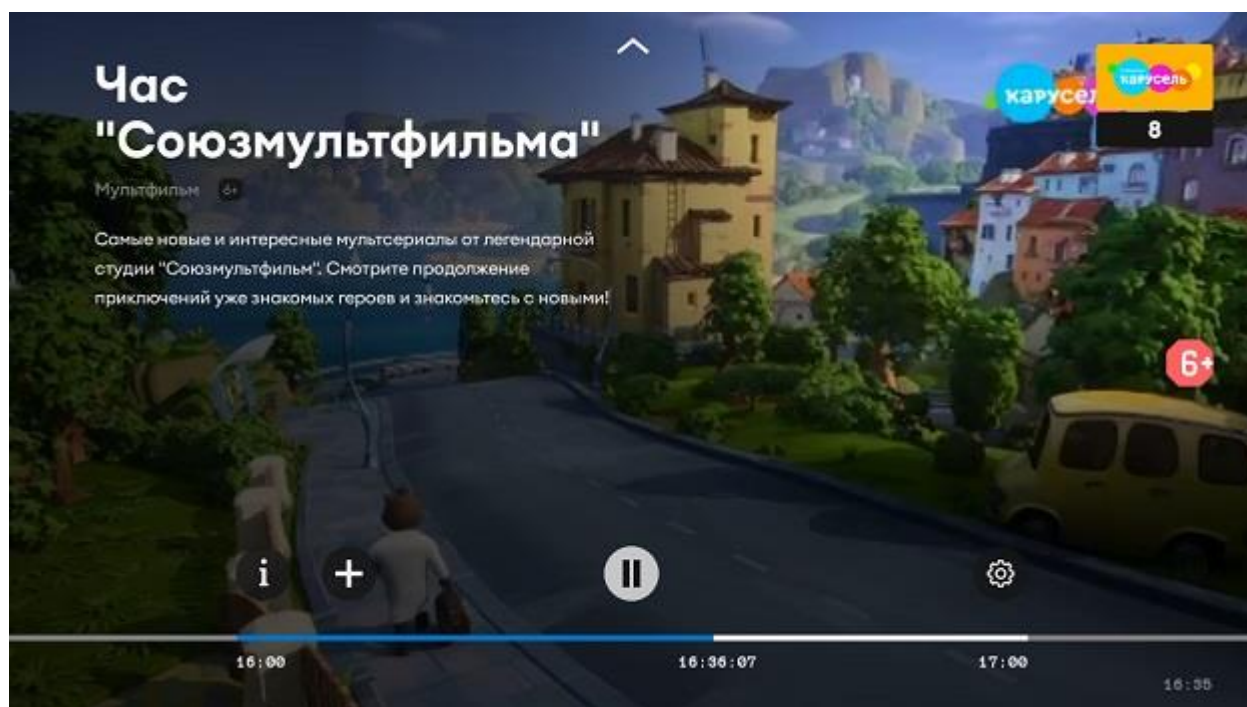 Час
"Союзмультфильма"
карусел
карусель
8
Мультфильм 6+
Самые новые и интересные мультсериалы от легендарной
студии "Союзмультфильм". Смотрите продолжение
приключений уже знакомых героев и знакомьтесь с новыми!
6+
i
16:00 16:36:07 17:00
16:35